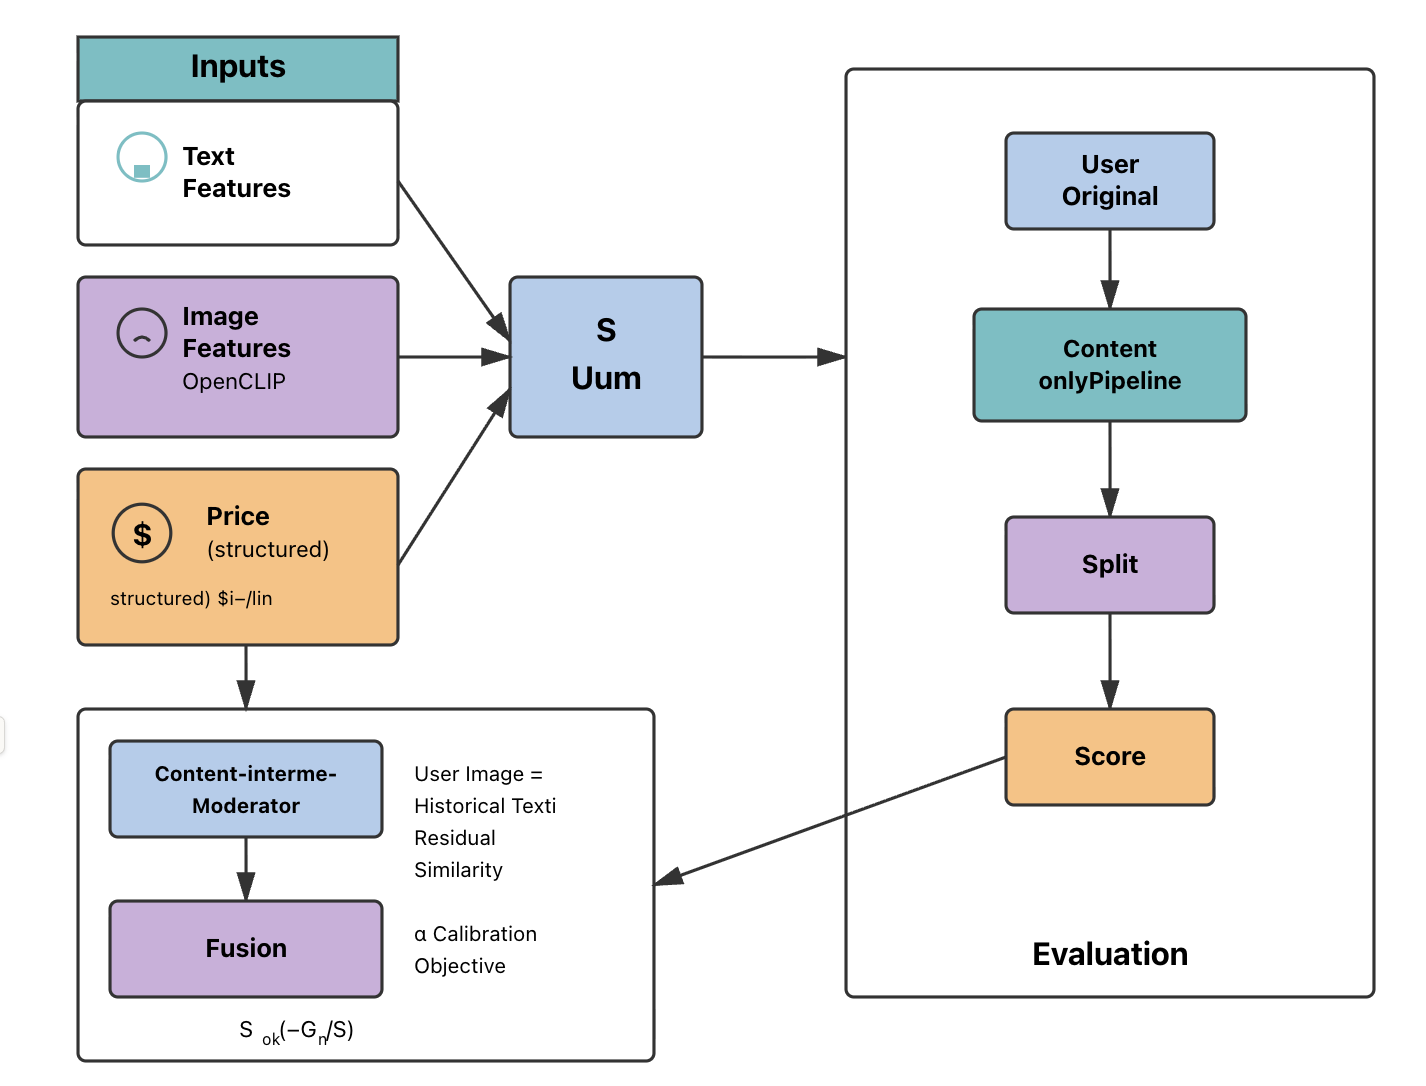 Inputs
Text
Features
Image
Features
OpenCLIP
$
Price
(structured)
structured) $i–/lin
S
Uum
User
Original
Content
onlyPipeline
Split
Score
Evaluation
Content-interme-
Moderator
Fusion
User Image =
Historical Texti
Residual
Similarity
α Calibration
Objective
S ok(–Gn/S)